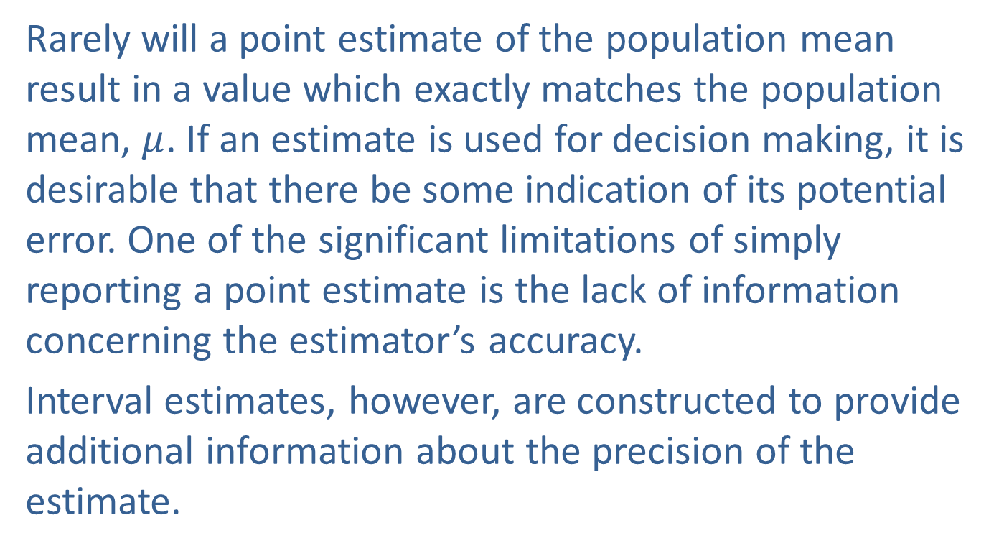 Rarely will a point estimate of the population mean
result in a value which exactly matches the population
mean, 𝜇. If an estimate is used for decision making, it is
desirable that there be some indication of its potential
error. One of the significant limitations of simply
reporting a point estimate is the lack of information
concerning the estimator’s accuracy.
Interval estimates, however, are constructed to provide
additional information about the precision of the
estimate.